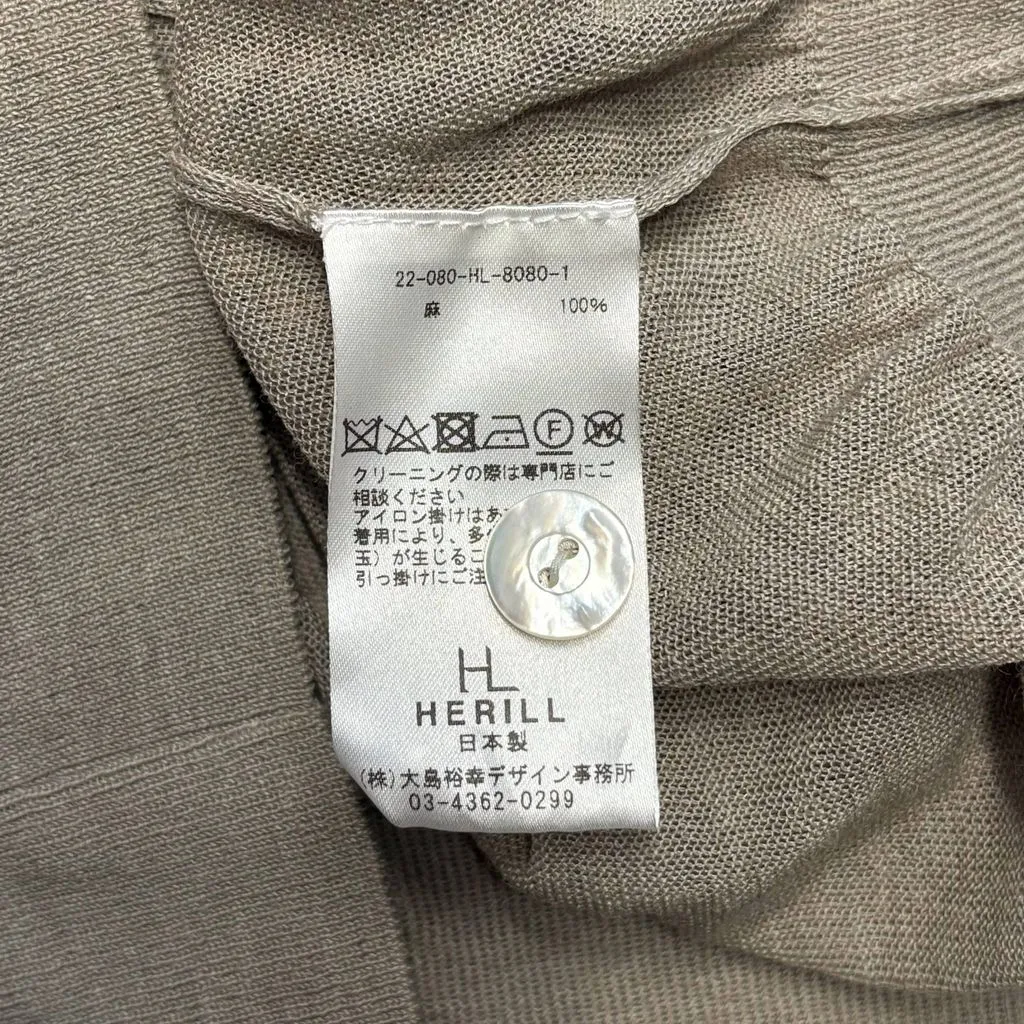 22-080-HL-8080-1
麻 100%
F W
クリーニングの際は専門店にご
相談ください
アイロン掛けはあ
着用により、多
玉）が生じるこ
引っ掛けにご注
HL
HERILL
日本製
(株)大島裕幸デザイン事務所
03-4362-0299